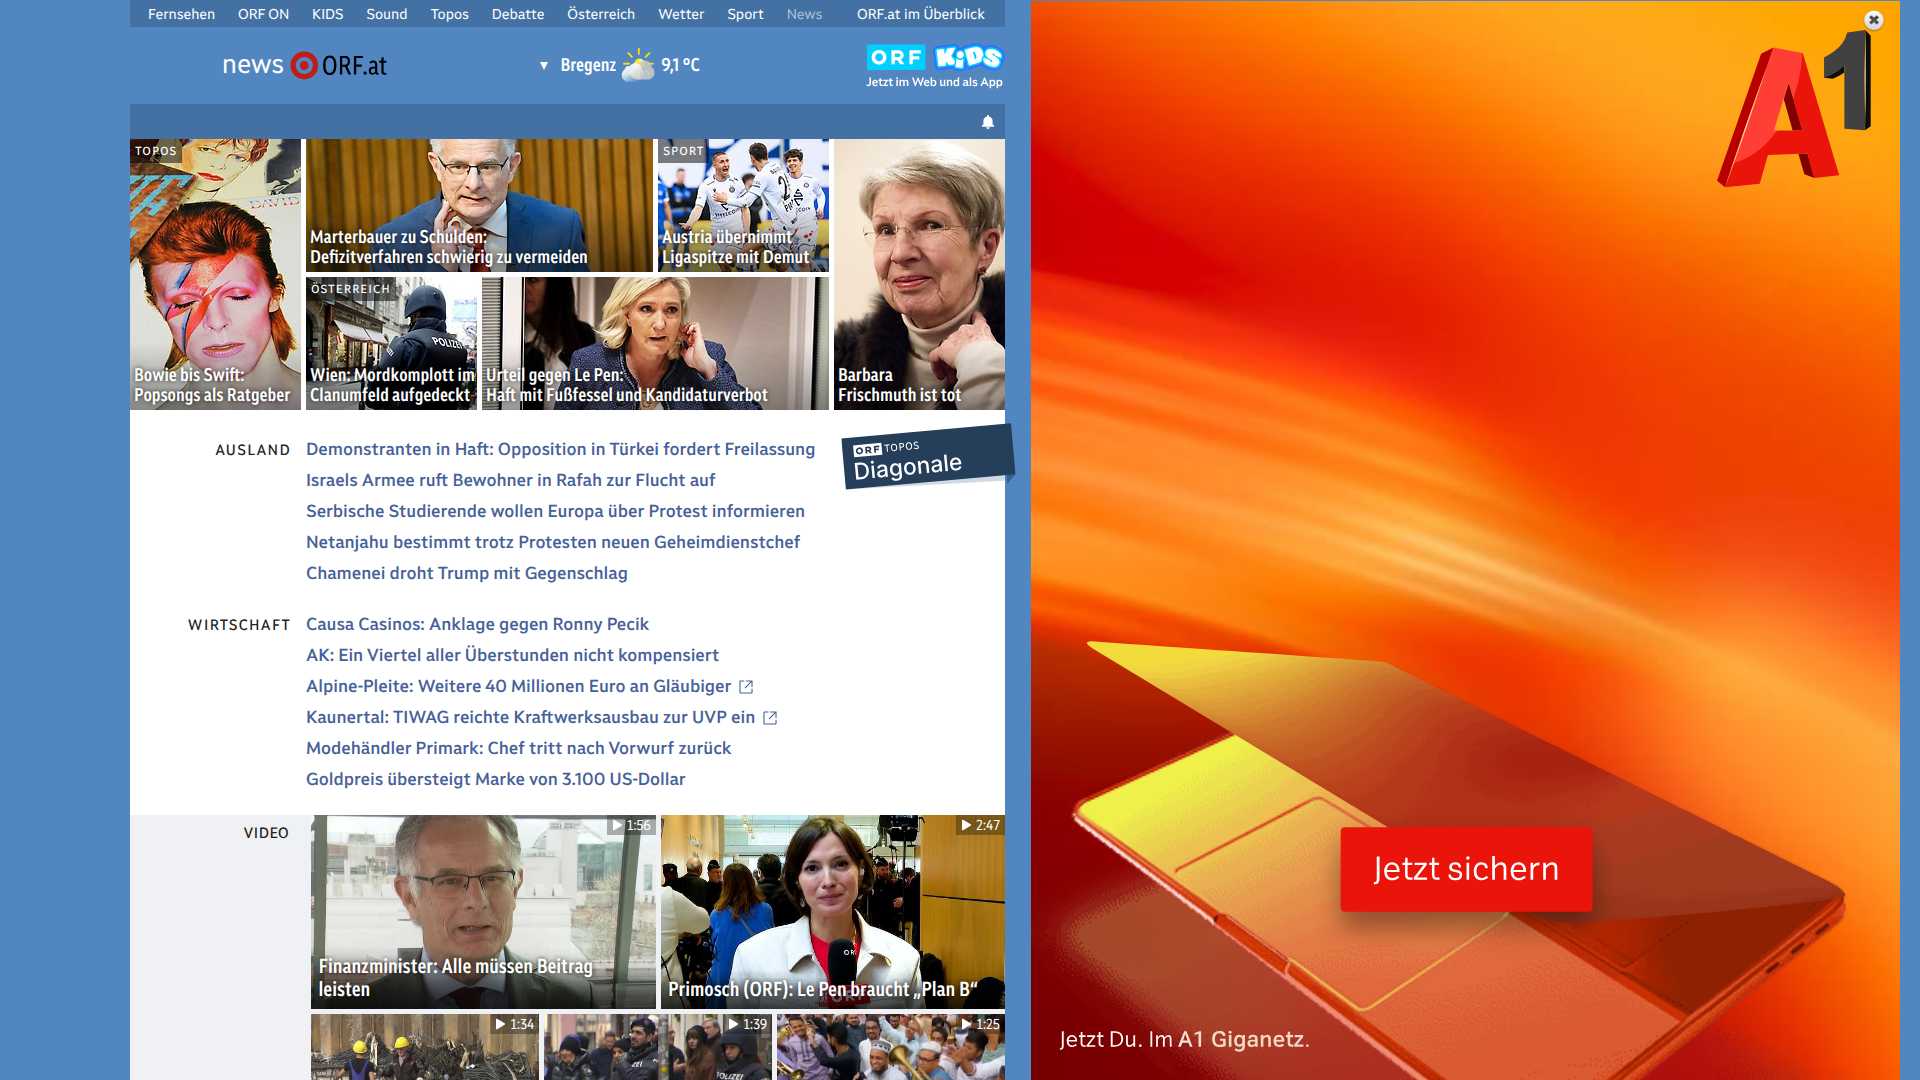 Fernsehen ORF ON KIDS Sound Topos Debatte Österreich Wetter Sport News ORF.at im Überblick
news ORF.at
▼ Bregenz 9,1 °C
ORF KiDS
Jetzt im Web und als App
TOPOS
DAVID
Bowie bis Swift:
Popsongs als Ratgeber
Marterbauer zu Schulden:
Defizitverfahren schwierig zu vermeiden
SPORT
Austria übernimmt
Ligaspitze mit Demut
ÖSTERREICH
POLIZEI
Wien: Mordkomplott im
Clanumfeld aufgedeckt
Urteil gegen Le Pen:
Haft mit Fußfessel und Kandidaturverbot
Barbara
Frischmuth ist tot
AUSLAND
Demonstranten in Haft: Opposition in Türkei fordert Freilassung
Israels Armee ruft Bewohner in Rafah zur Flucht auf
Serbische Studierende wollen Europa über Protest informieren
Netanjahu bestimmt trotz Protesten neuen Geheimdienstchef
Chamenei droht Trump mit Gegenschlag
ORF TOPOS
Diagonale
WIRTSCHAFT
Causa Casinos: Anklage gegen Ronny Pecik
AK: Ein Viertel aller Überstunden nicht kompensiert
Alpine-Pleite: Weitere 40 Millionen Euro an Gläubiger
Kaunertal: TIWAG reichte Kraftwerksausbau zur UVP ein
Modehändler Primark: Chef tritt nach Vorwurf zurück
Goldpreis übersteigt Marke von 3.100 US-Dollar
VIDEO
1:56
Finanzminister: Alle müssen Beitrag
leisten
2:47
ORF
Primosch (ORF): Le Pen braucht „Plan B“
1:34
1:39
POLIZEI
1:25
A1
Jetzt sichern
Jetzt Du. Im A1 Giganetz.